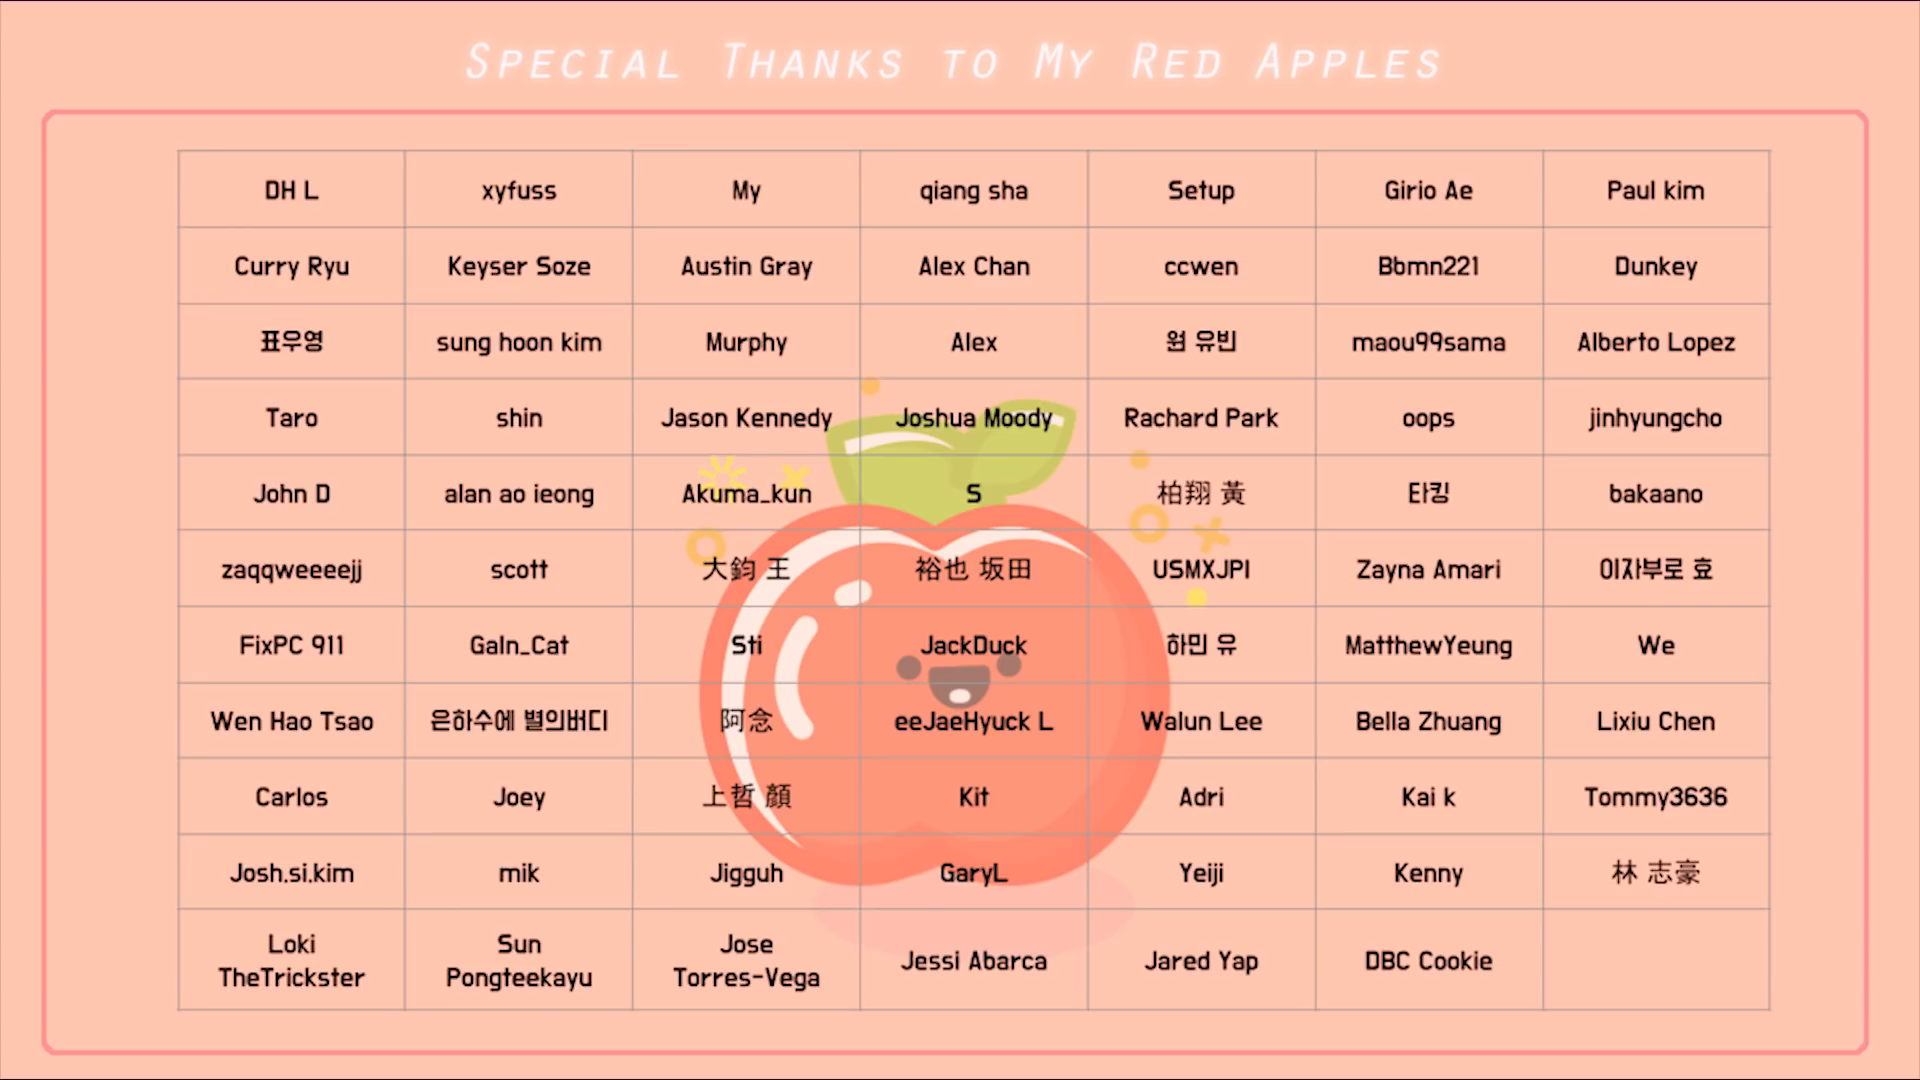 Special Thanks to My Red Apples
DH L
xyfuss
My
qiang sha
Setup
Girio Ae
Paul kim
Curry Ryu
Keyser Soze
Austin Gray
Alex Chan
ccwen
Bbmn221
Dunkey
표우영
sung hoon kim
Murphy
Alex
원 유빈
maou99sama
Alberto Lopez
Taro
shin
Jason Kennedy
Joshua Moody
Rachard Park
oops
jinhyungcho
John D
alan ao ieong
Akuma_kun
S
柏翔 黃
타킹
bakaano
zaqqweeeejj
scott
大鈞 王
裕也 坂田
USMXJPI
Zayna Amari
이자부로 효
FixPC 911
GaIn_Cat
Sti
JackDuck
하민 유
MatthewYeung
We
Wen Hao Tsao
은하수에 별의버디
阿念
eeJaeHyuck L
Walun Lee
Bella Zhuang
Lixiu Chen
Carlos
Joey
上哲 顏
Kit
Adri
Kai k
Tommy3636
Josh.si.kim
mik
Jigguh
GaryL
Yeiji
Kenny
林 志豪
Loki
TheTrickster
Sun
Pongteekayu
Jose
Torres-Vega
Jessi Abarca
Jared Yap
DBC Cookie